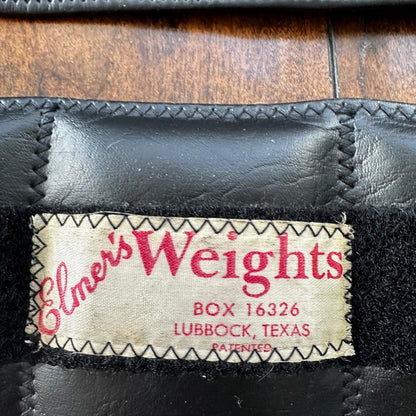 Elmer's Weights
BOX 16326
LUBBOCK, TEXAS
PATENTED